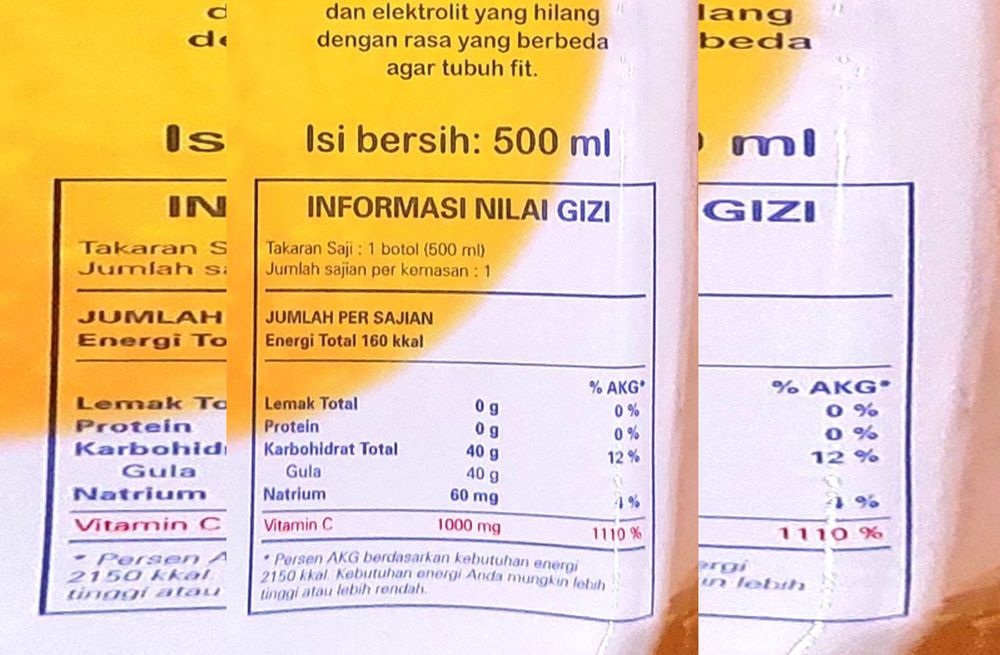 dan elektrolit yang hilang
dengan rasa yang berbeda
agar tubuh fit.
Isi bersih: 500 ml
INFORMASI NILAI GIZI
Takaran Saji : 1 botol (500 ml)
Jumlah sajian per kemasan : 1
JUMLAH PER SAJIAN
Energi Total 160 kkal
% AKG*
Lemak Total 0 g 0 %
Protein 0 g 0 %
Karbohidrat Total 40 g 12 %
Gula 40 g
Natrium 60 mg %
Vitamin C 1000 mg 1110 %
* Persen AKG berdasarkan kebutuhan energi
2150 kkal. Kebutuhan energi Anda mungkin lebih
tinggi atau lebih rendah.